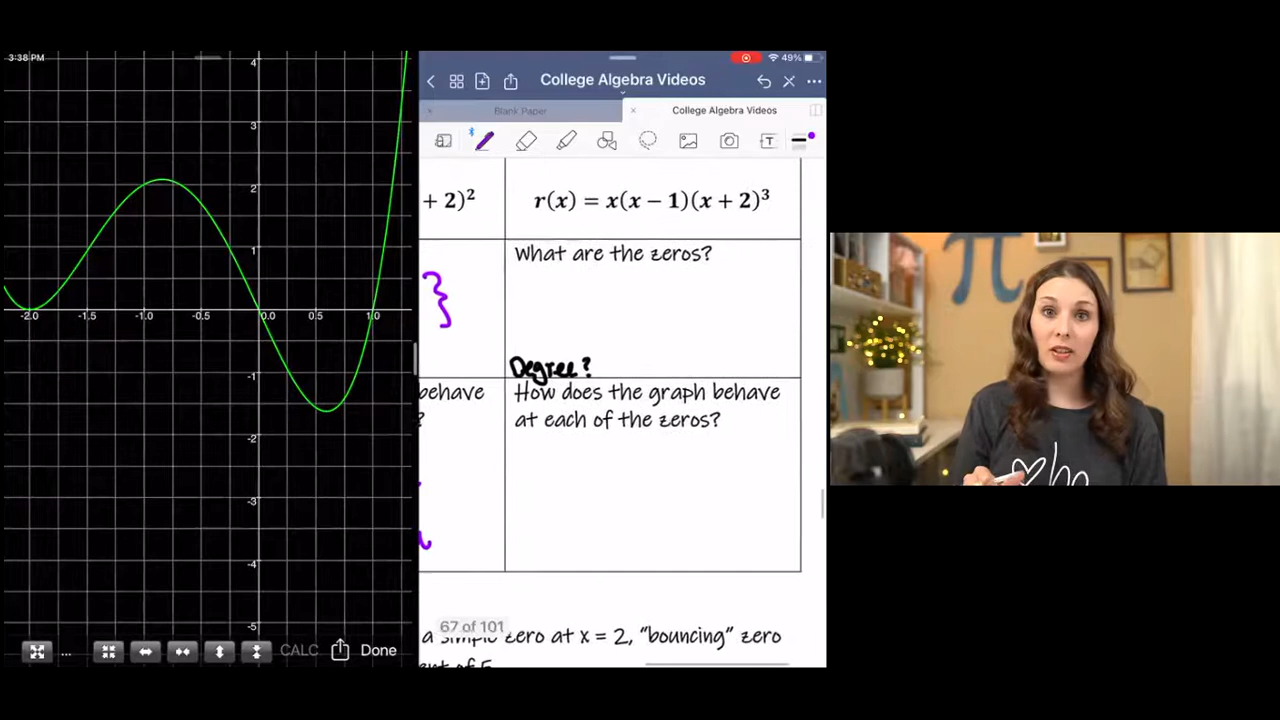 3:38 PM
4
3
2
1
-2.0 -1.5 -1.0 -0.5 0.0 0.5 1.0
-1
-2
-3
-4
-5
... CALC Done
49%
College Algebra Videos
Blank Paper
College Algebra Videos
T
+ 2)² r(x) = x(x − 1)(x + 2)³
What are the zeros?
}
Degree?
behave
?
How does the graph behave
at each of the zeros?
67 of 101
a simple zero at x = 2, "bouncing" zero
ent of 5
π